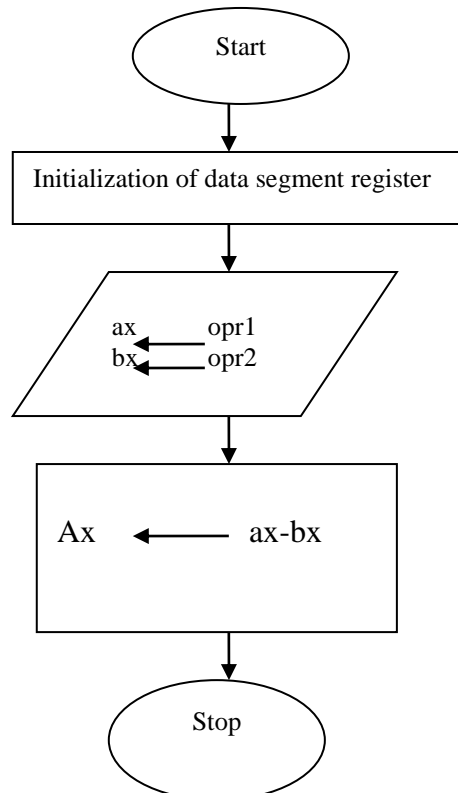 Start
Initialization of data segment register
ax opr1
bx opr2
Ax ax-bx
Stop